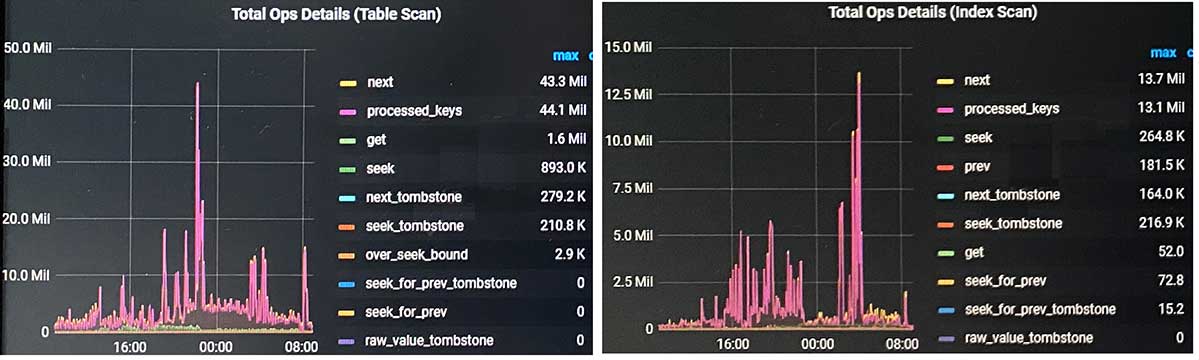 Total Ops Details (Table Scan)
50.0 Mil
40.0 Mil
30.0 Mil
20.0 Mil
10.0 Mil
0
16:00 00:00 08:00
max c
next 43.3 Mil
processed_keys 44.1 Mil
get 1.6 Mil
seek 893.0 K
next_tombstone 279.2 K
seek_tombstone 210.8 K
over_seek_bound 2.9 K
seek_for_prev_tombstone 0
seek_for_prev 0
raw_value_tombstone 0
Total Ops Details (Index Scan)
15.0 Mil
12.5 Mil
10.0 Mil
7.5 Mil
5.0 Mil
2.5 Mil
0
16:00 00:00 08:00
max c
next 13.7 Mil
processed_keys 13.1 Mil
seek 264.8 K
prev 181.5 K
next_tombstone 164.0 K
seek_tombstone 216.9 K
get 52.0
seek_for_prev 72.8
seek_for_prev_tombstone 15.2
raw_value_tombstone 0